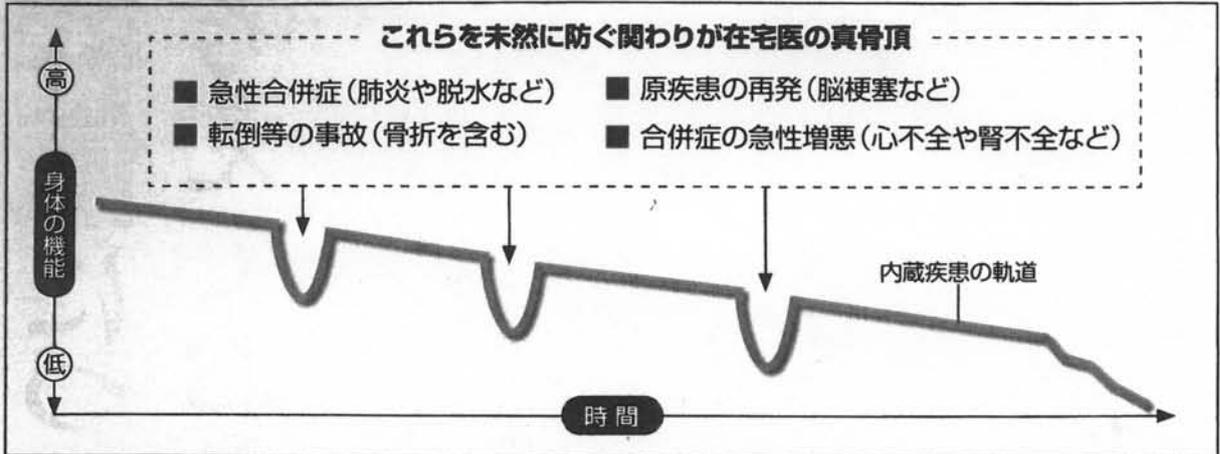 これらを未然に防ぐ関わりが在宅医の真骨頂
■ 急性合併症(肺炎や脱水など)
■ 原疾患の再発(脳梗塞など)
■ 転倒等の事故(骨折を含む)
■ 合併症の急性増悪(心不全や腎不全など)
高
身体の機能
低
内蔵疾患の軌道
時間